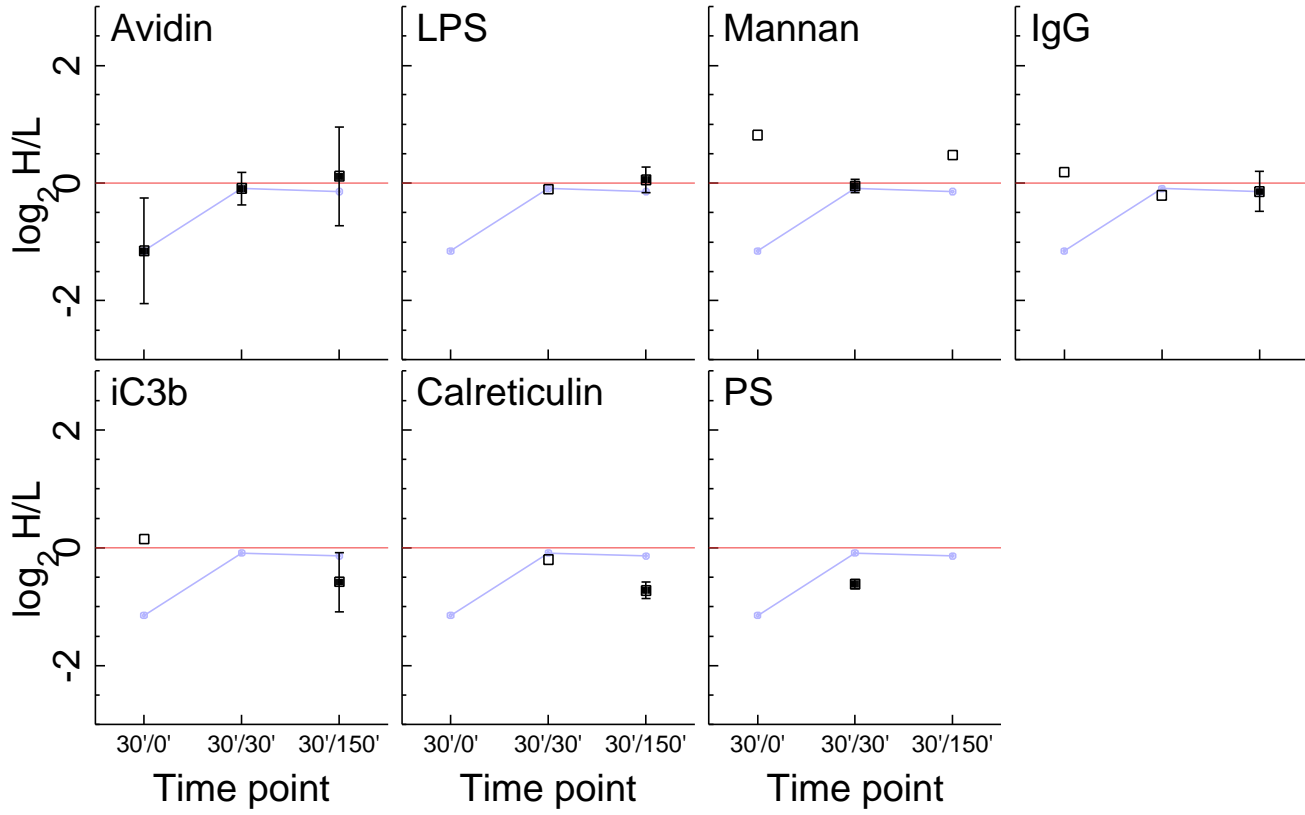 Avidin
LPS
Mannan
IgG
log2 H/L
2
0
-2
iC3b
Calreticulin
PS
log2 H/L
2
0
-2
30'/0' 30'/30' 30'/150'
30'/0' 30'/30' 30'/150'
30'/0' 30'/30' 30'/150'
Time point
Time point
Time point